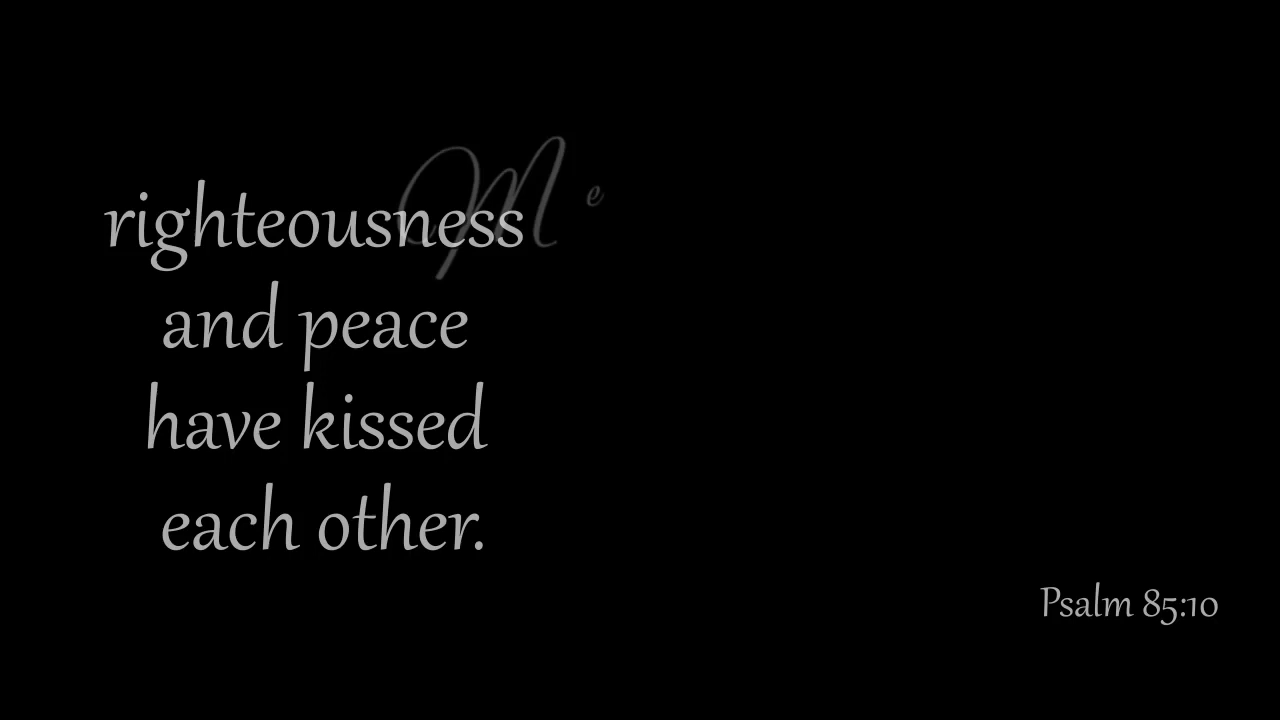 M e
righteousness
and peace
have kissed
each other.
Psalm 85:10